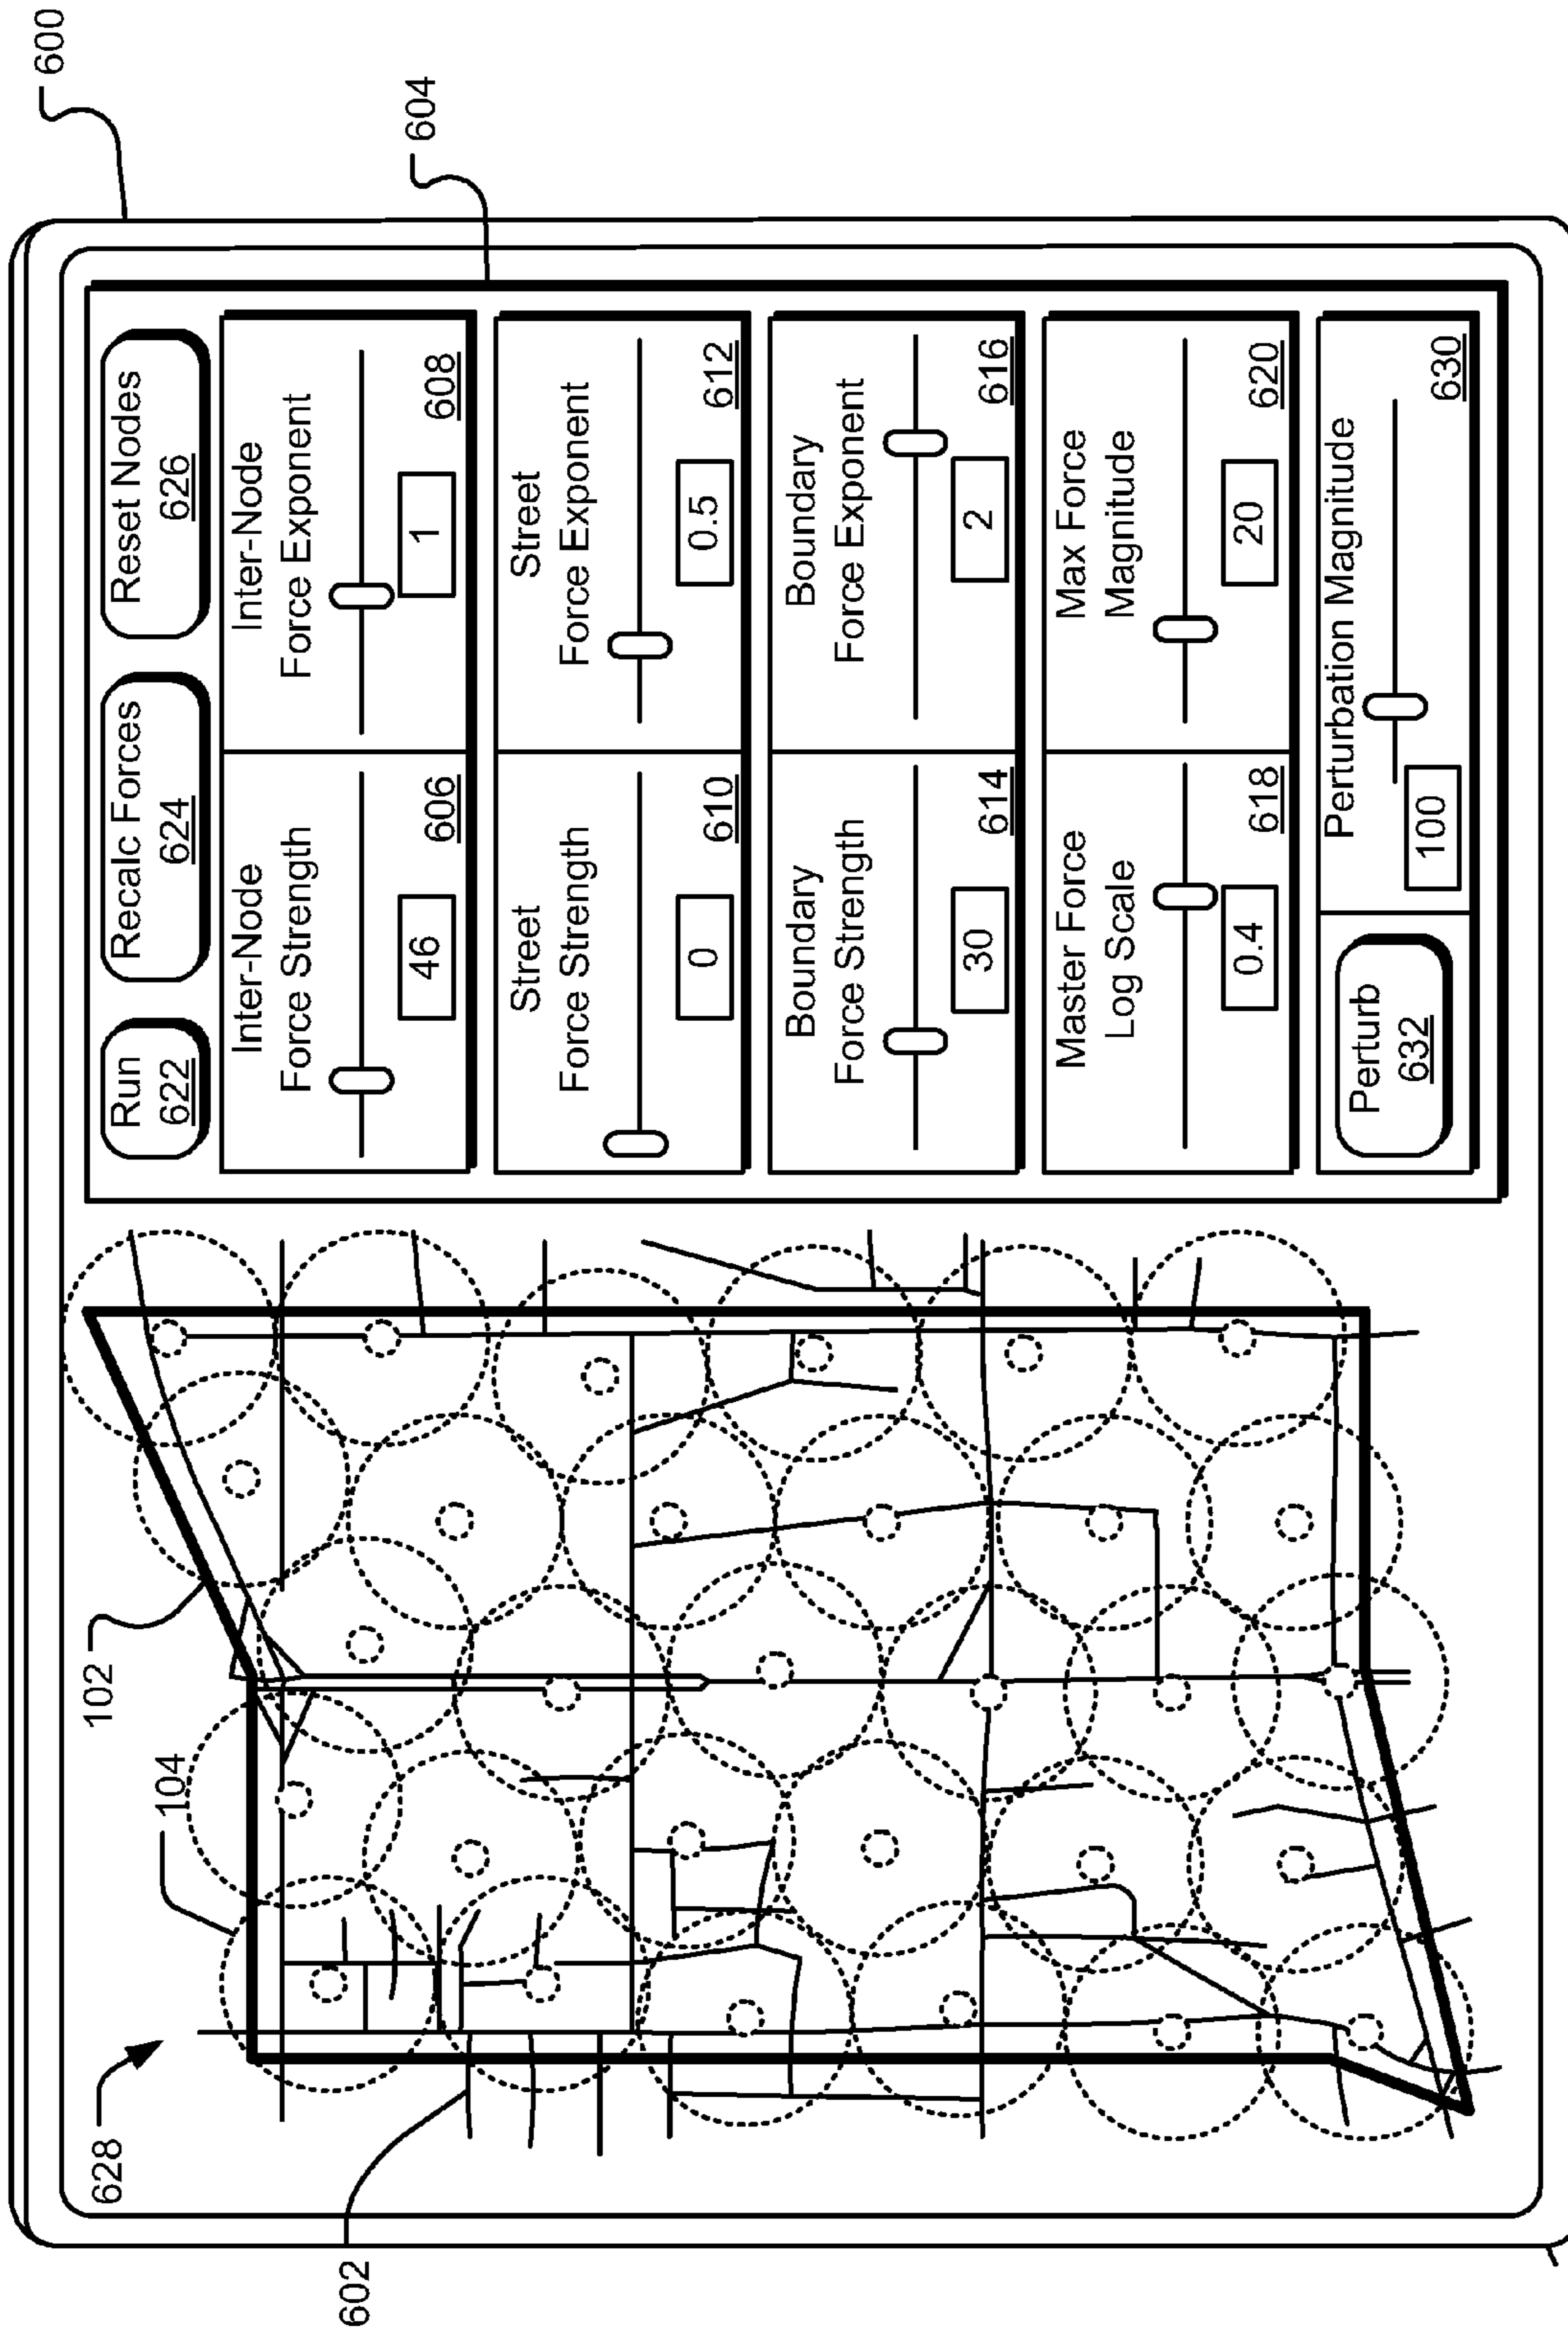 600
604
628
104
102
602
Run
622
Recalc Forces
624
Reset Nodes
626
Inter-Node
Force Strength
46
606
Inter-Node
Force Exponent
1
608
Street
Force Strength
0
610
Street
Force Exponent
0.5
612
Boundary
Force Strength
30
614
Boundary
Force Exponent
2
616
Master Force
Log Scale
0.4
618
Max Force
Magnitude
20
620
Perturb
632
Perturbation Magnitude
100
630